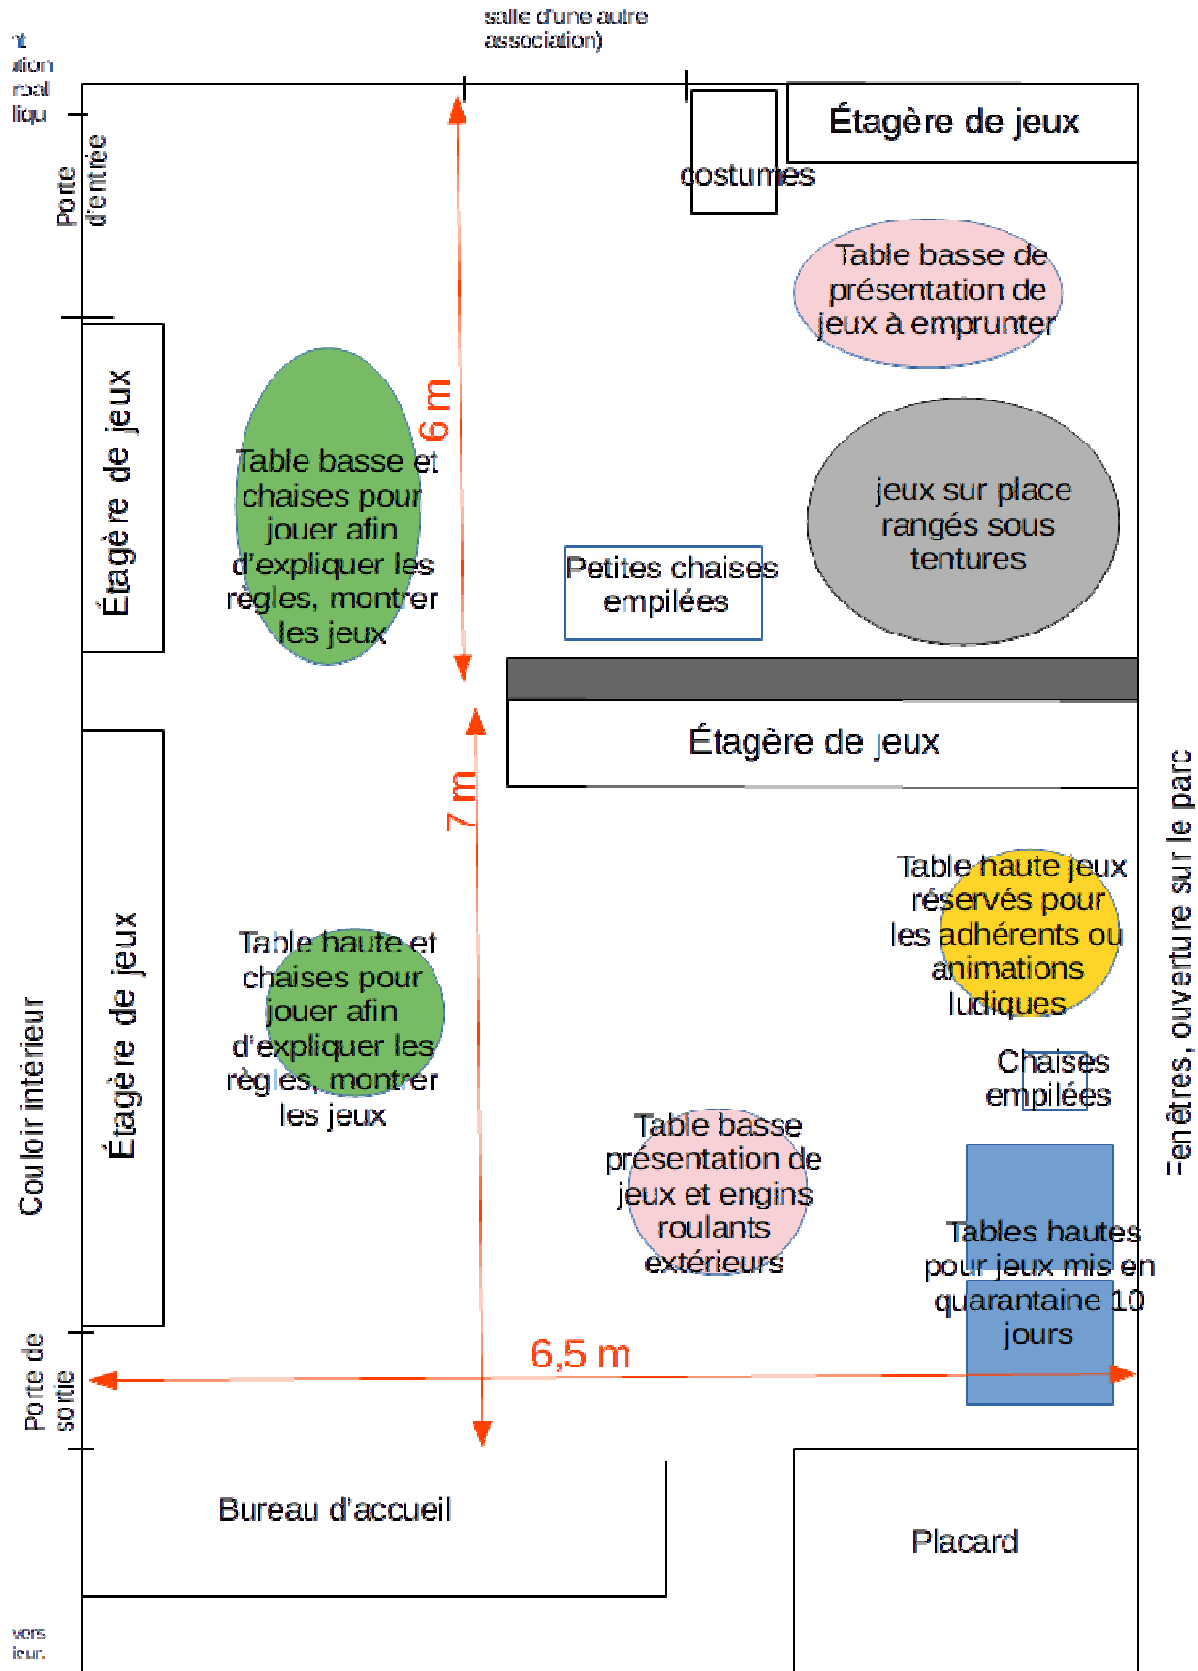 salle d'une autre
association)
Étagère de jeux
costumes
Porte
d'entrée
Table basse de
présentation de
jeux à emprunter
Étagère de jeux
6 m
Table basse et
chaises pour
jouer afin
d'expliquer les
règles, montrer
les jeux
jeux sur place
rangés sous
tentures
Petites chaises
empilées
Étagère de jeux
7 m
Fenêtres, ouverture sur le parc
Étagère de jeux
Table haute jeux
réservés pour
les adhérents ou
animations
ludiques
Table haute et
chaises pour
jouer afin
d'expliquer les
règles, montrer
les jeux
Couloir intérieur
Chaises
empilées
Table basse
présentation de
jeux et engins
roulants
extérieurs
Tables hautes
pour jeux mis en
quarantaine 10
jours
Porte de
sortie
6,5 m
Bureau d'accueil
Placard
vers
ieur.